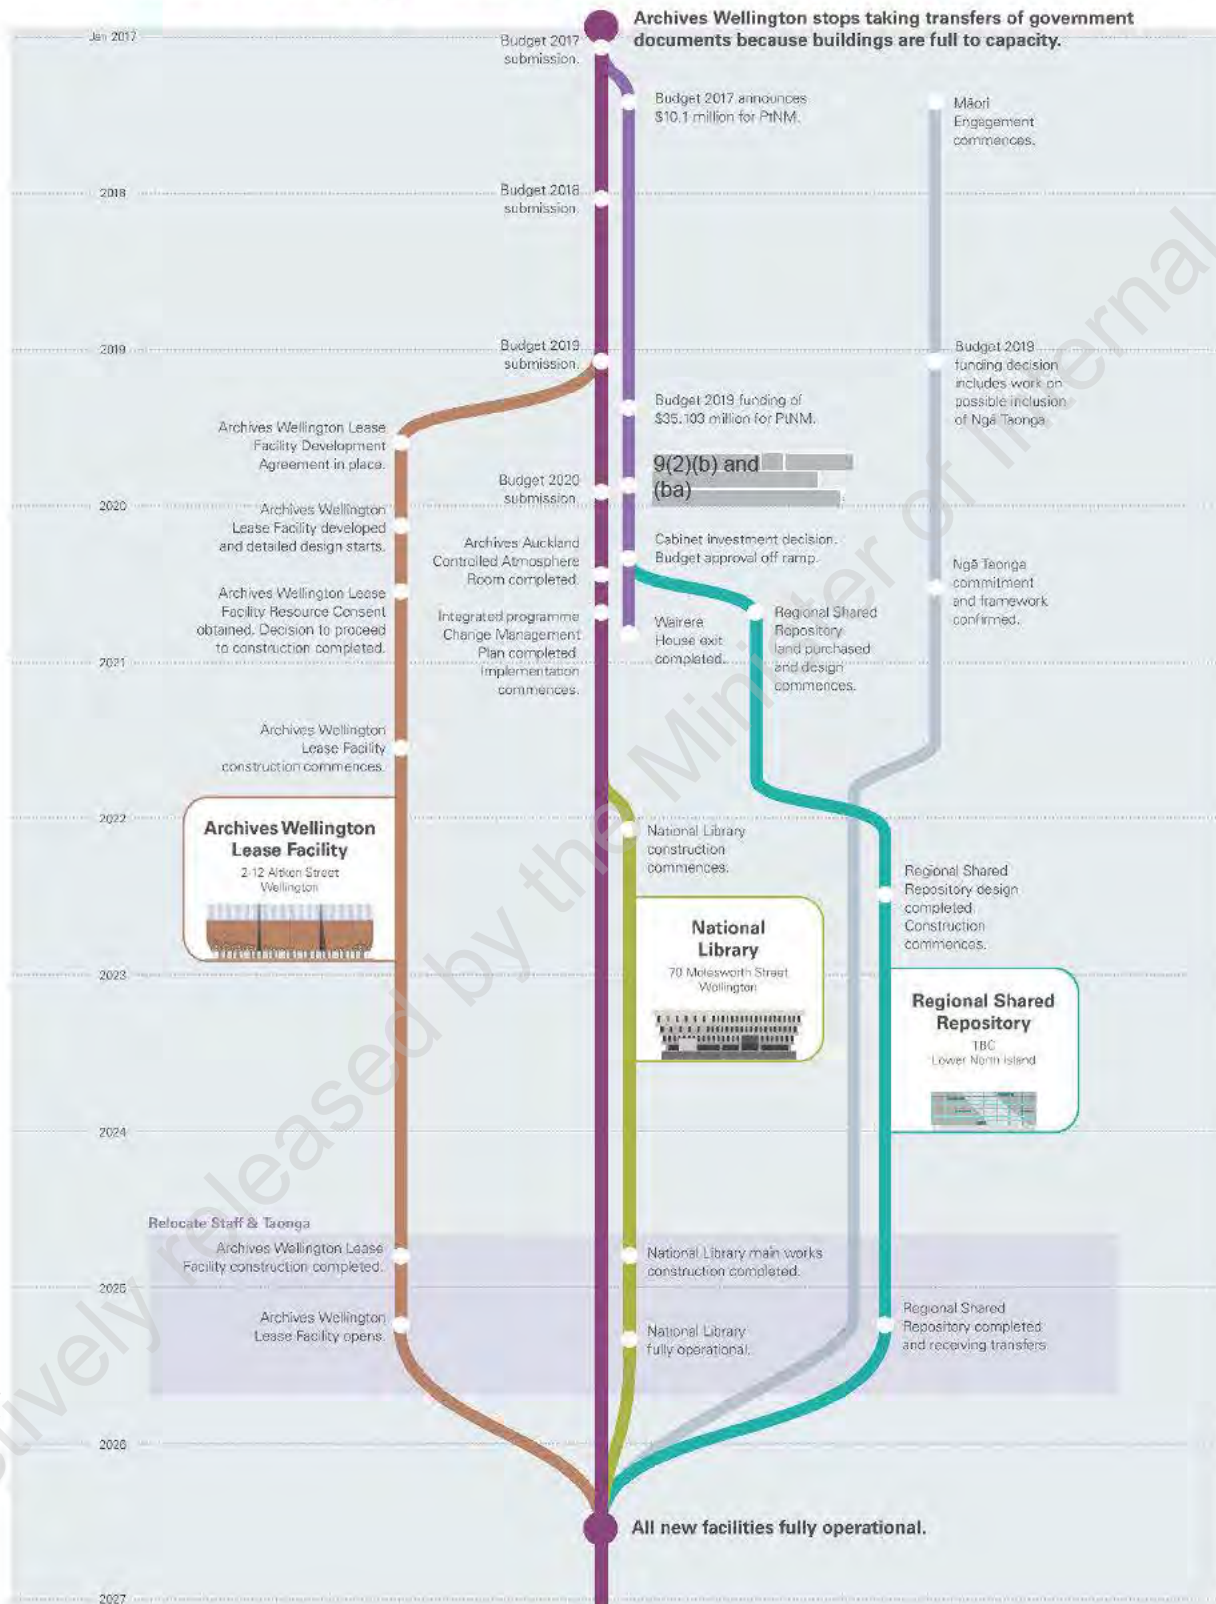 Archives Wellington stops taking transfers of government
documents because buildings are full to capacity.
Jan 2017
Budget 2017
submission.
Budget 2017 announces
$10.1 million for PtNM.
Māori
Engagement
commences.
2018
Budget 2018
submission.
2019
Budget 2019
submission.
Budget 2019
funding decision
includes work on
possible inclusion
of Ngā Taonga.
Budget 2019 funding of
$35.103 million for PtNM.
Archives Wellington Lease
Facility Development
Agreement in place.
9(2)(b) and
(ba)
Budget 2020
submission.
2020
Archives Wellington
Lease Facility developed
and detailed design starts.
Archives Auckland
Controlled Atmosphere
Room completed.
Cabinet investment decision.
Budget approval off ramp.
Ngā Taonga
commitment
and framework
confirmed.
Archives Wellington Lease
Facility Resource Consent
obtained. Decision to proceed
to construction completed.
Integrated programme
Change Management
Plan completed.
Implementation
commences.
Wairere
House exit
completed.
Regional Shared
Repository
land purchased
and design
commences.
2021
Archives Wellington
Lease Facility
construction commences.
2022
Archives Wellington
Lease Facility
2-12 Aitken Street
Wellington
National Library
construction
commences.
Regional Shared
Repository design
completed.
Construction
commences.
National
Library
70 Molesworth Street
Wellington
2023
Regional Shared
Repository
TBC
Lower North Island
2024
Relocate Staff & Taonga
Archives Wellington Lease
Facility construction completed.
National Library main works
construction completed.
2025
Archives Wellington
Lease Facility opens.
National Library
fully operational.
Regional Shared
Repository completed
and receiving transfers
2026
All new facilities fully operational.
2027
tively released by the Minister of Internal